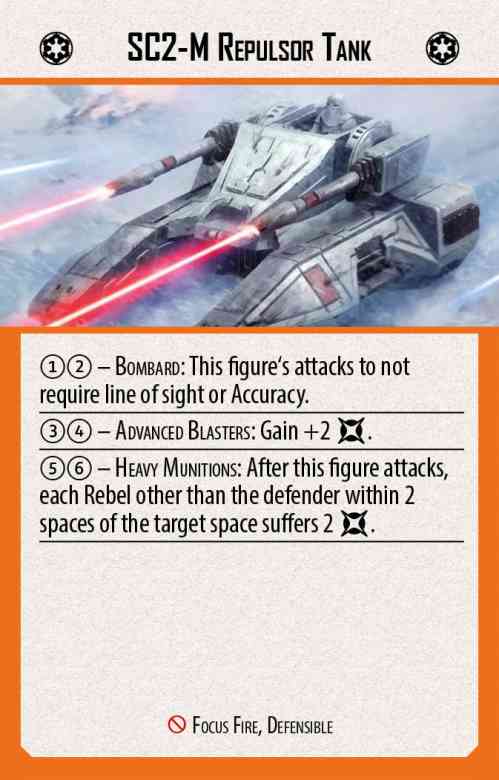 SC2-M Repulsor Tank
①② – Bombard: This figure‘s attacks to not
require line of sight or Accuracy.
③④ – Advanced Blasters: Gain +2 .
⑤⑥ – Heavy Munitions: After this figure attacks,
each Rebel other than the defender within 2
spaces of the target space suffers 2 .
Focus Fire, Defensible